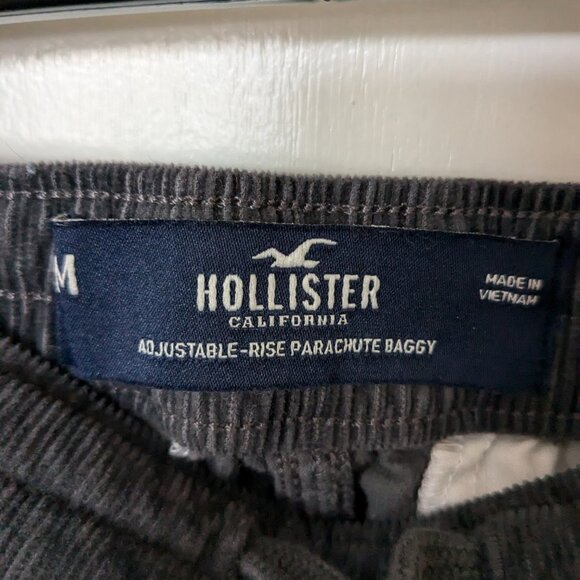 M
HOLLISTER
CALIFORNIA
ADJUSTABLE-RISE PARACHUTE BAGGY
MADE IN
VIETNAM